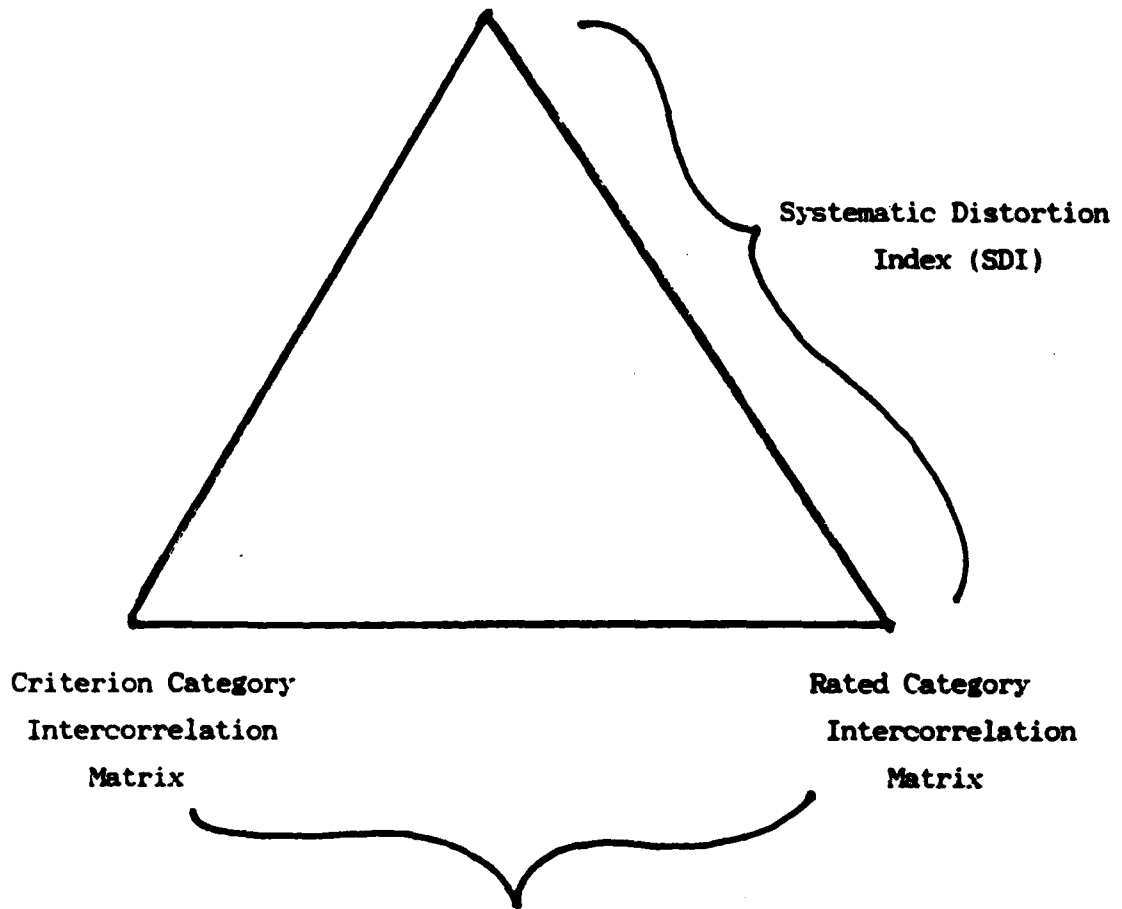 Systematic Distortion
Index (SDI)
Criterion Category
Intercorrelation
Matrix
Rated Category
Intercorrelation
Matrix